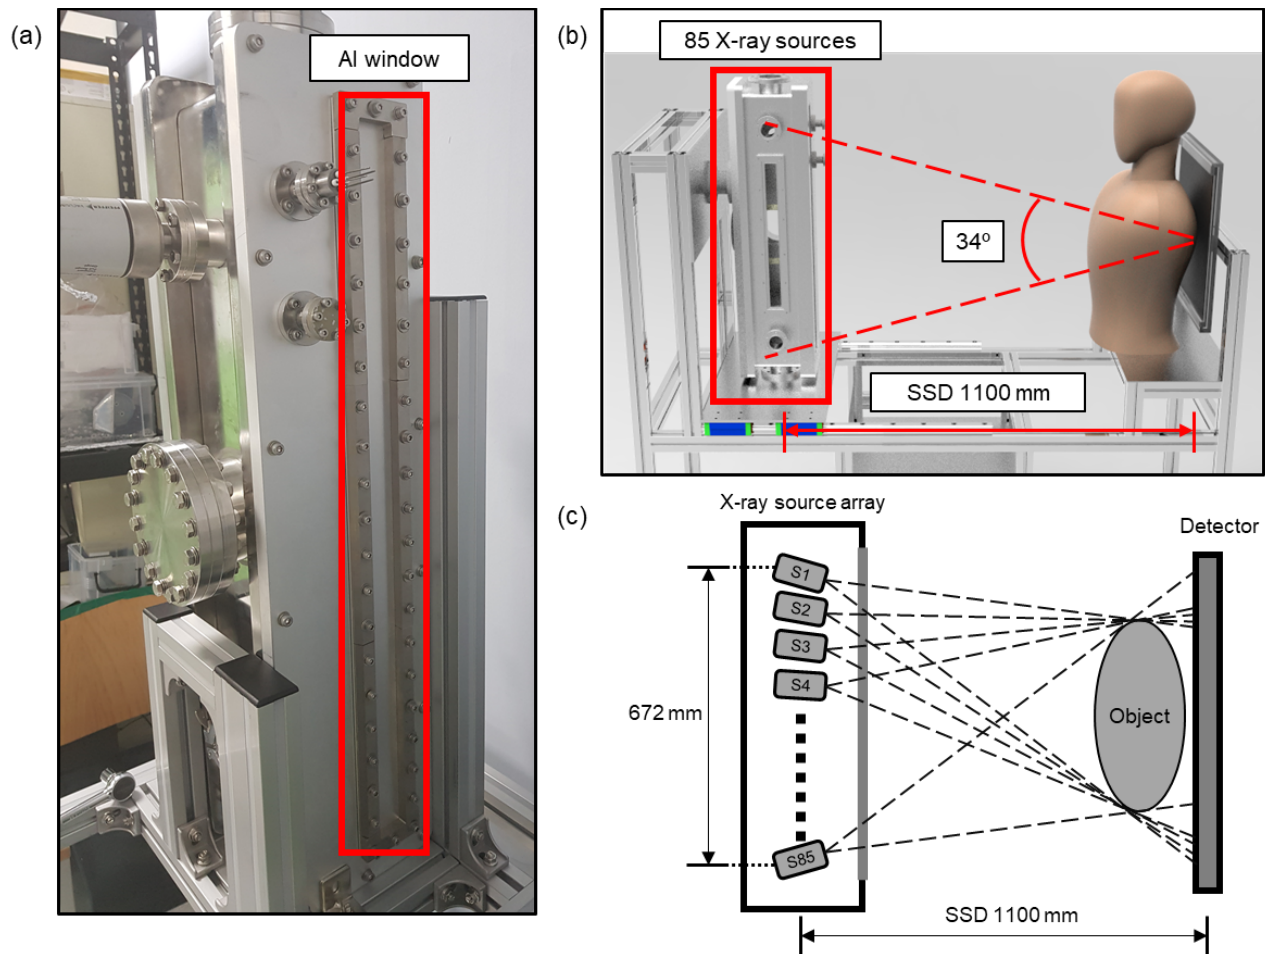 (a)
Al window
(b)
85 X-ray sources
34º
SSD 1100 mm
(c)
X-ray source array
Detector
S1
S2
S3
S4
672 mm
Object
S85
SSD 1100 mm